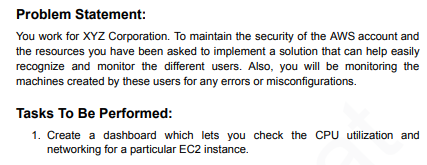 Problem Statement:
You work for XYZ Corporation. To maintain the security of the AWS account and
the resources you have been asked to implement a solution that can help easily
recognize and monitor the different users. Also, you will be monitoring the
machines created by these users for any errors or misconfigurations.
Tasks To Be Performed:
1. Create a dashboard which lets you check the CPU utilization and
networking for a particular EC2 instance.